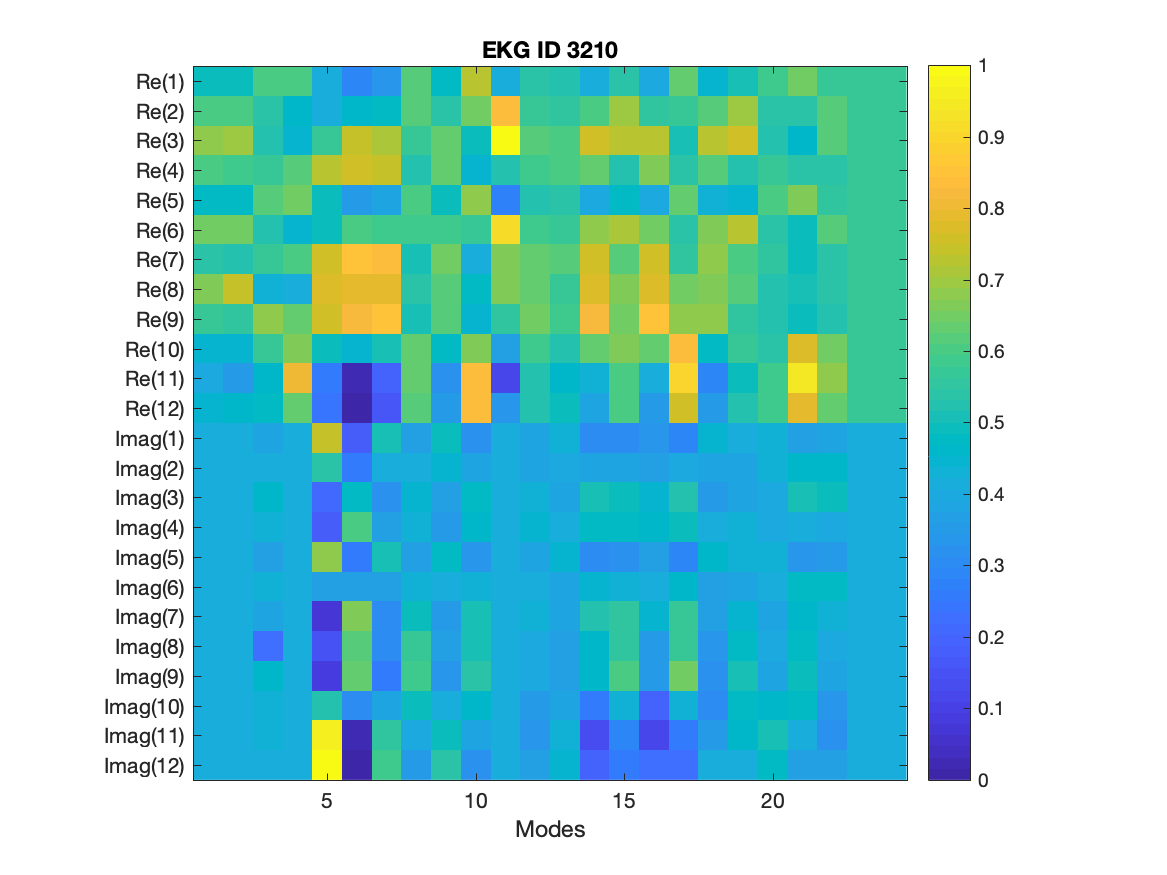 EKG ID 3210
Re(1)
Re(2)
Re(3)
Re(4)
Re(5)
Re(6)
Re(7)
Re(8)
Re(9)
Re(10)
Re(11)
Re(12)
Imag(1)
Imag(2)
Imag(3)
Imag(4)
Imag(5)
Imag(6)
Imag(7)
Imag(8)
Imag(9)
Imag(10)
Imag(11)
Imag(12)
5 10 15 20
Modes
1
0.9
0.8
0.7
0.6
0.5
0.4
0.3
0.2
0.1
0